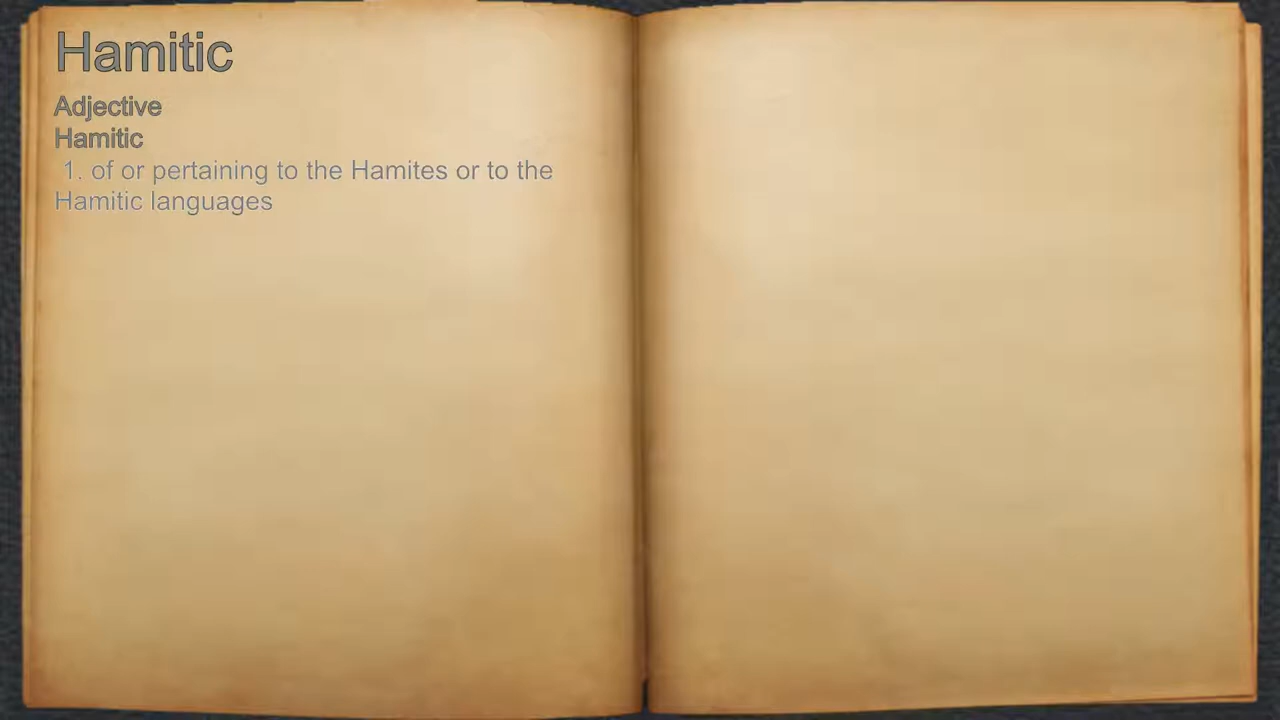 Hamitic
Adjective
Hamitic
1. of or pertaining to the Hamites or to the
Hamitic languages